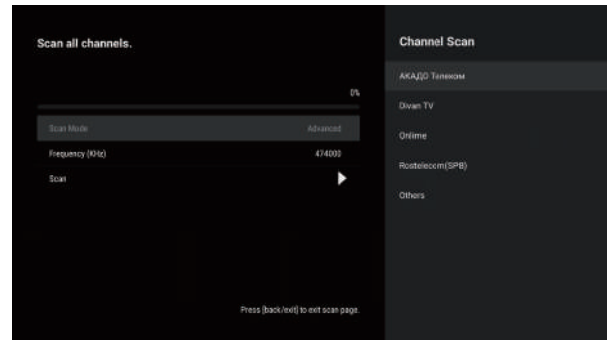 Scan all channels.
0%
Scan Mode Advanced
Frequency (KHz) 474000
Scan
Press [back/exit] to exit scan page.
Channel Scan
АКАДО Телеком
Divan TV
Onlime
Rostelecom(SPB)
Others